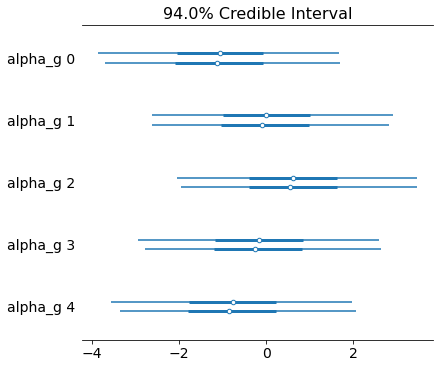 94.0% Credible Interval
alpha_g 0
alpha_g 1
alpha_g 2
alpha_g 3
alpha_g 4
−4 −2 0 2